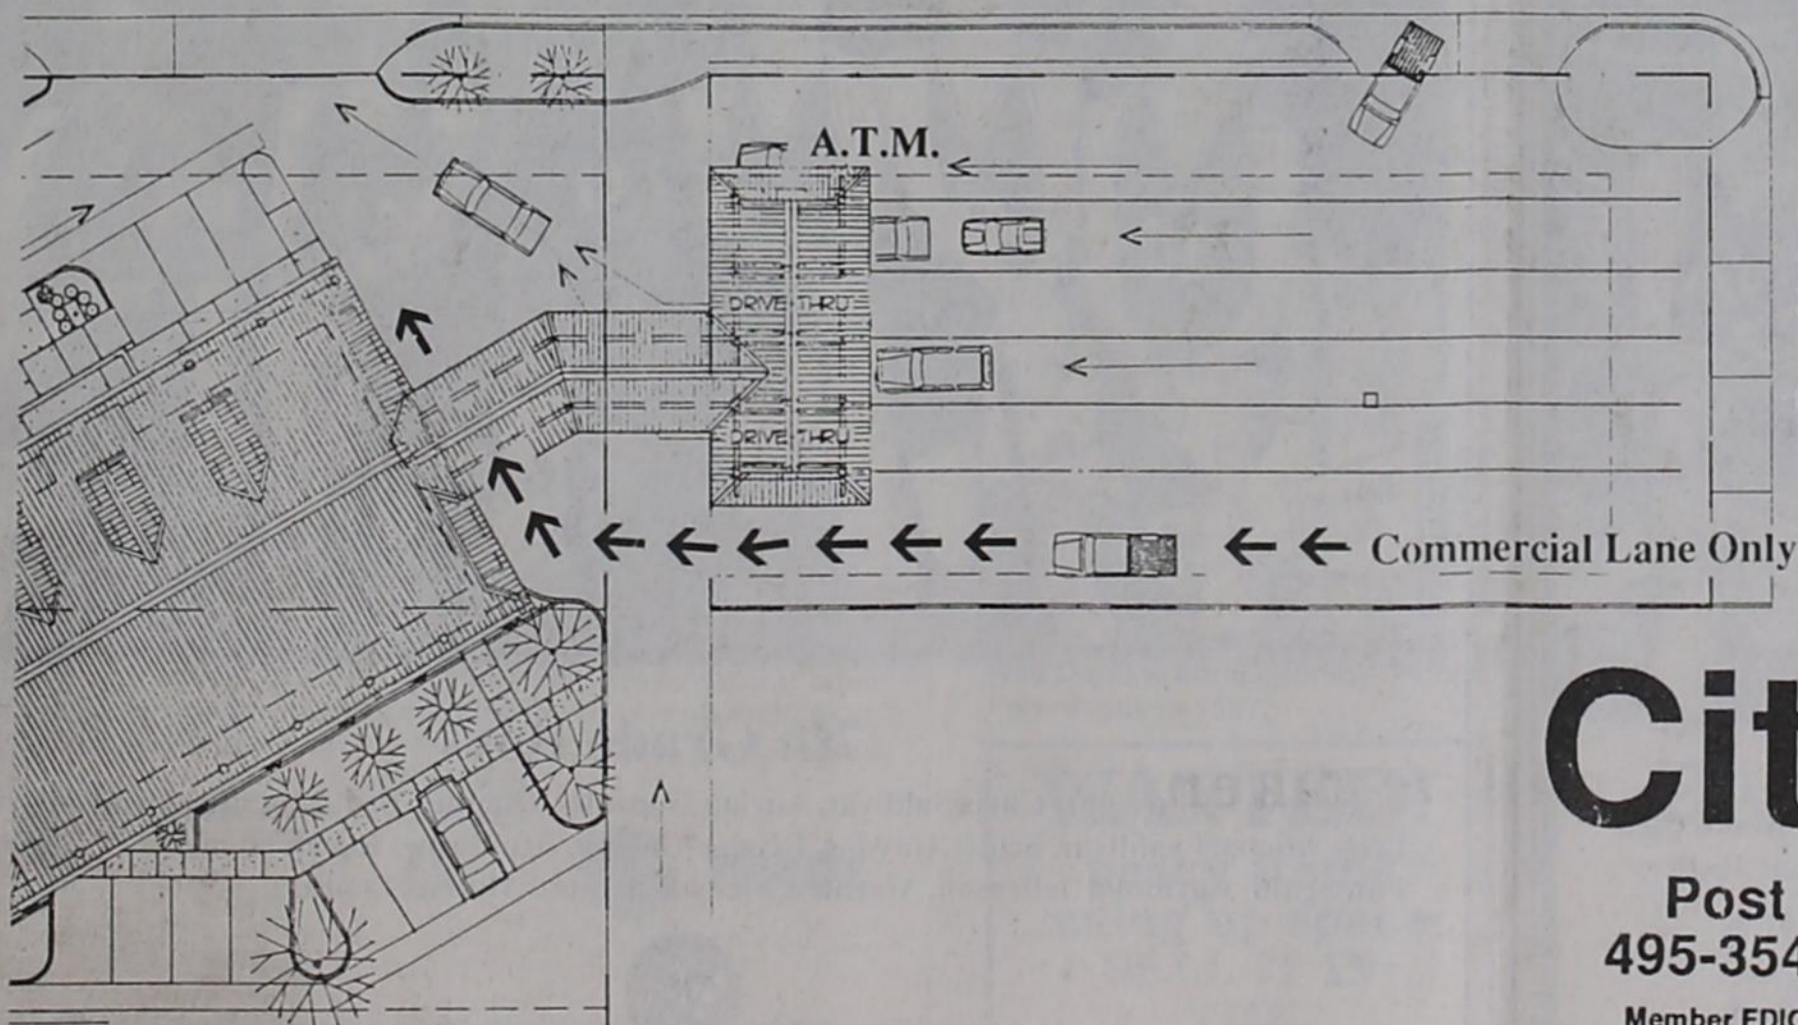 A.T.M.
DRIVE THRU
DRIVE THRU
Commercial Lane Only
Cit
Post
495-354
Member FDIC